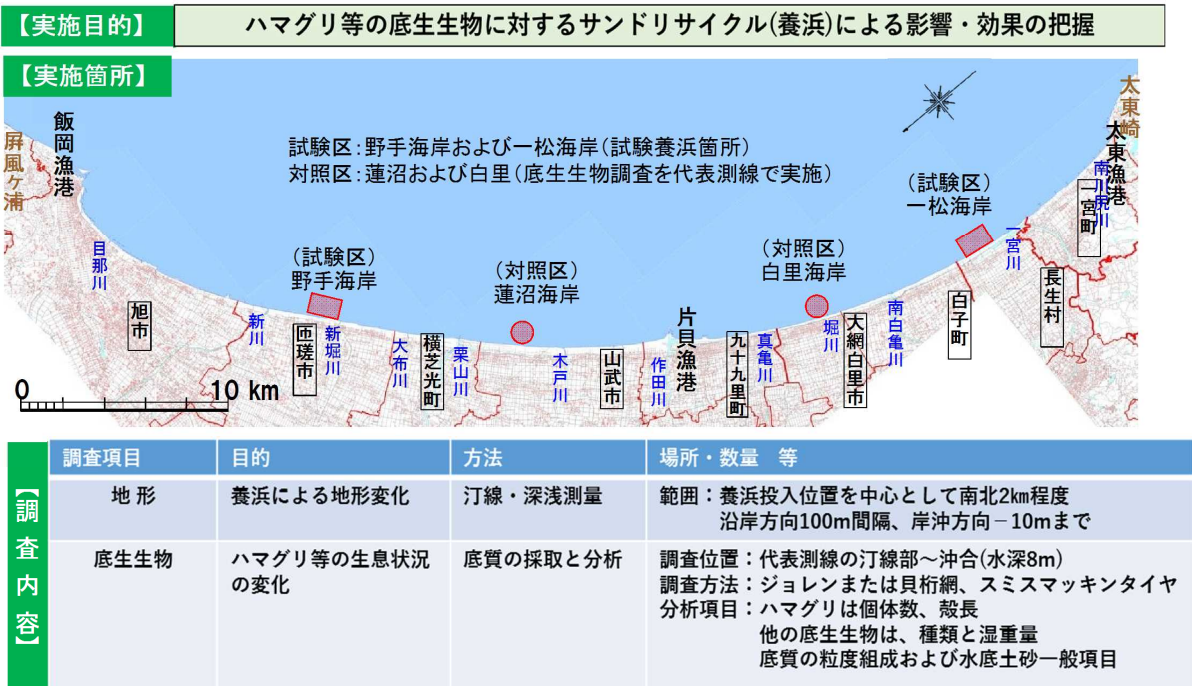 【実施目的】
ハマグリ等の底生生物に対するサンドリサイクル(養浜)による影響・効果の把握
【実施箇所】
試験区:野手海岸および一松海岸(試験養浜箇所)
対照区:蓮沼および白里(底生生物調査を代表測線で実施)
屏風ヶ浦
飯岡漁港
目那川
旭市
新川
(試験区)
野手海岸
匝瑳市
新堀川
大布川
横芝光町
栗山川
(対照区)
蓮沼海岸
木戸川
山武市
作田川
片貝漁港
九十九里町
真亀川
(対照区)
白里海岸
堀川
大網白里市
南白亀川
(試験区)
一松海岸
白子町
一宮川
長生村
一宮町
南川尻川
太東漁港
太東崎
0
10 km
【調査内容】
調査項目
目的
方法
場所・数量 等
地 形
養浜による地形変化
汀線・深浅測量
範囲:養浜投入位置を中心として南北2㎞程度
沿岸方向100m間隔、岸沖方向-10mまで
底生生物
ハマグリ等の生息状況
の変化
底質の採取と分析
調査位置:代表測線の汀線部~沖合(水深8m)
調査方法:ジョレンまたは貝桁網、スミスマッキンタイヤ
分析項目:ハマグリは個体数、殻長
他の底生生物は、種類と湿重量
底質の粒度組成および水底土砂一般項目